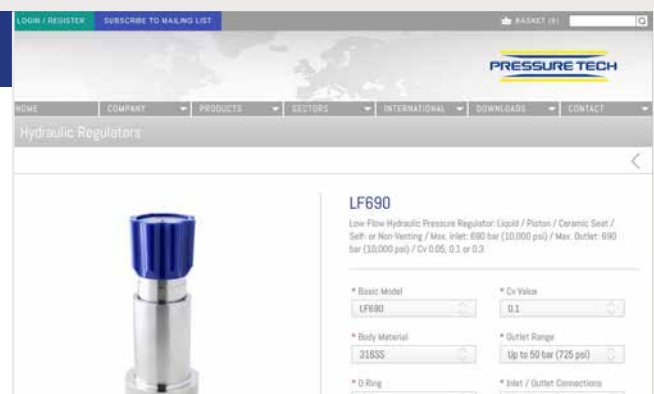 LOGIN / REGISTER
SUBSCRIBE TO MAILING LIST
BASKET (0)
PRESSURE TECH
HOME
COMPANY
PRODUCTS
SECTORS
INTERNATIONAL
DOWNLOADS
CONTACT
Hydraulic Regulators
LF690
Low-Flow Hydraulic Pressure Regulator: Liquid / Piston / Ceramic Seat /
Self- or Non-Venting / Max. Inlet: 690 bar (10,000 psi) / Max. Outlet: 690
bar (10,000 psi) / Cv 0.05, 0.1 or 0.3
* Basic Model
* Cv Value
LF690
0.1
* Body Material
* Outlet Range
316SS
Up to 50 bar (725 psi)
* O Ring
* Inlet / Outlet Connections